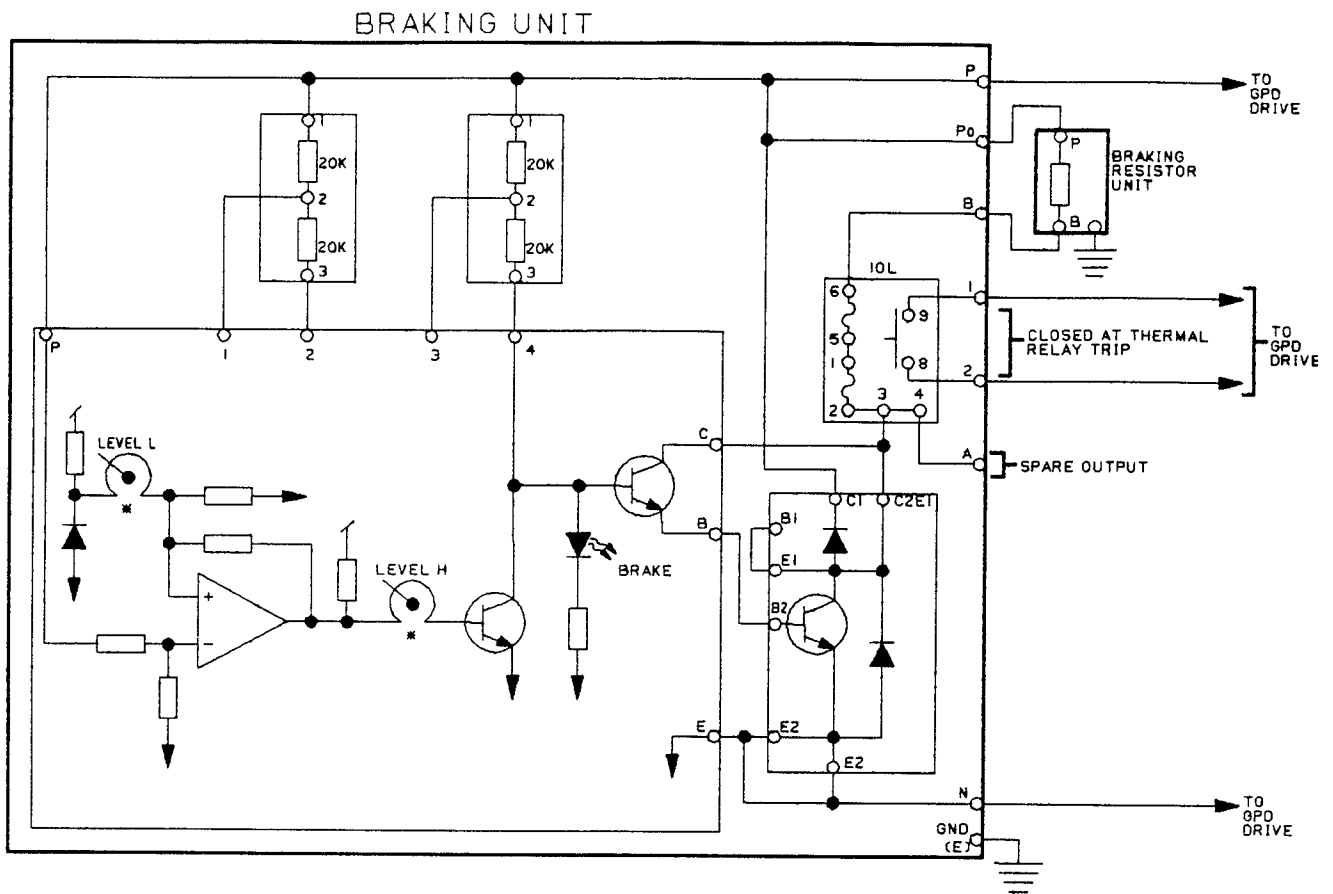 BRAKING UNIT
P
TO
GPD
DRIVE
1
1
20K
20K
2
2
20K
20K
3
3
Po
P
BRAKING
RESISTOR
UNIT
B
B
10L
6
9
1
5
1
8
2
CLOSED AT THERMAL
RELAY TRIP
TO
GPD
DRIVE
2
3
4
A
SPARE OUTPUT
P
1
2
3
4
LEVEL L
*
+
-
LEVEL H
*
BRAKE
C
B
E
C1
C2E1
B1
E1
B2
E2
E2
N
TO
GPD
DRIVE
GND
(E)